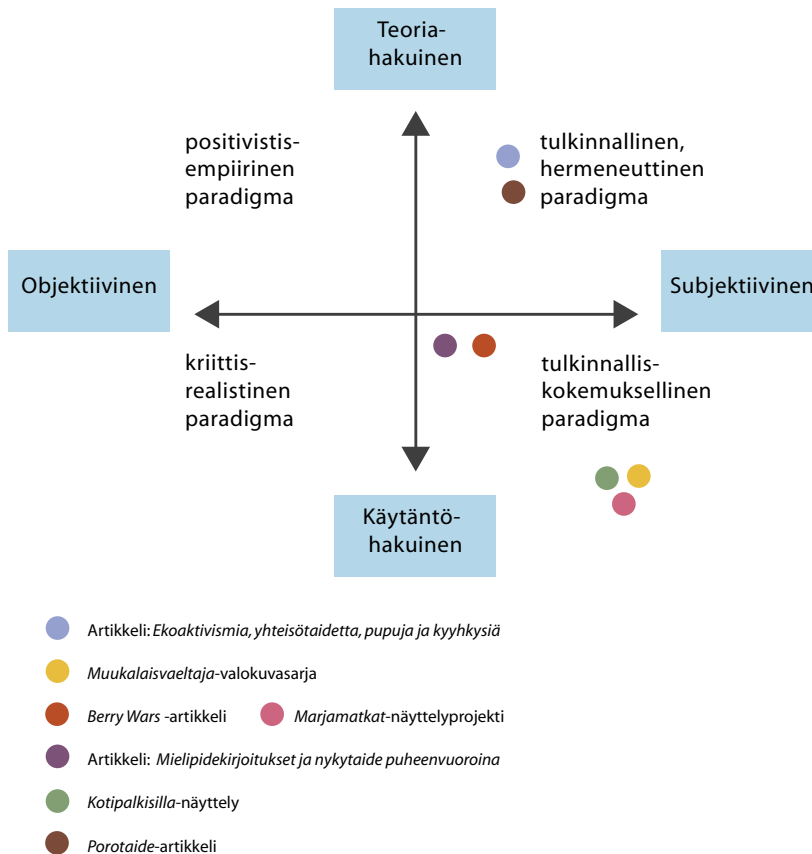 Teoria-
hakuinen
positivistis-
empiirinen
paradigma
tulkinnallinen,
hermeneuttinen
paradigma
Objektiivinen
Subjektiivinen
kriittis-
realistinen
paradigma
tulkinnallis-
kokemuksellinen
paradigma
Käytäntö-
hakuinen
Artikkeli: Ekoaktivismia, yhteisötaidetta, pupuja ja kyyhkysiä
Muukalaisvaeltaja-valokuvasarja
Berry Wars -artikkeli
Marjamatkat-näyttelyprojekti
Artikkeli: Mielipidekirjoitukset ja nykytaide puheenvuoroina
Kotipalkisilla-näyttely
Porotaide-artikkeli